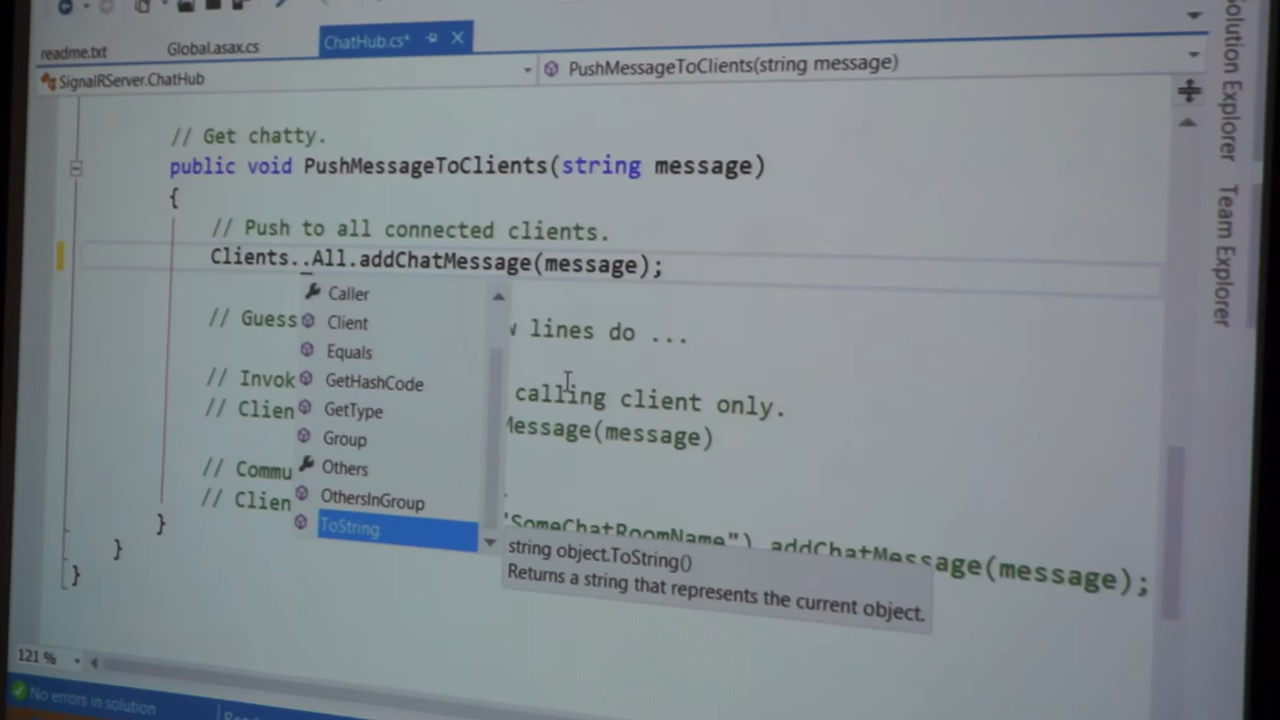 readme.txt
Global.asax.cs
ChatHub.cs*
SignalRServer.ChatHub
PushMessageToClients(string message)
// Get chatty.
public void PushMessageToClients(string message)
{
// Push to all connected clients.
Clients..All.addChatMessage(message);
Caller
// Guess
Client
lines do ...
Equals
// Invok
GetHashCode
calling client only.
// Clien
GetType
Message(message)
Group
// Commu
Others
// Clien
OthersInGroup
"SomeChatRoomName").addChatMessage(message);
}
ToString
string object.ToString()
Returns a string that represents the current object.
}
}
121 %
No errors in solution
Solution Explorer
Team Explorer